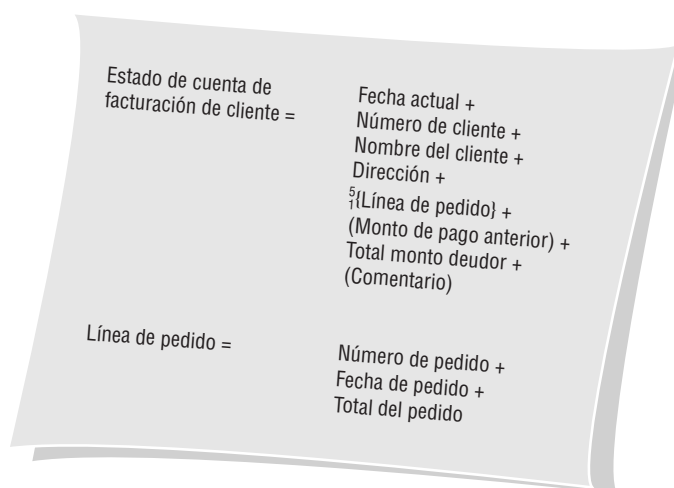 Estado de cuenta de
facturación de cliente =
Fecha actual +
Número de cliente +
Nombre del cliente +
Dirección +
5
1{Línea de pedido} +
(Monto de pago anterior) +
Total monto deudor +
(Comentario)
Línea de pedido =
Número de pedido +
Fecha de pedido +
Total del pedido